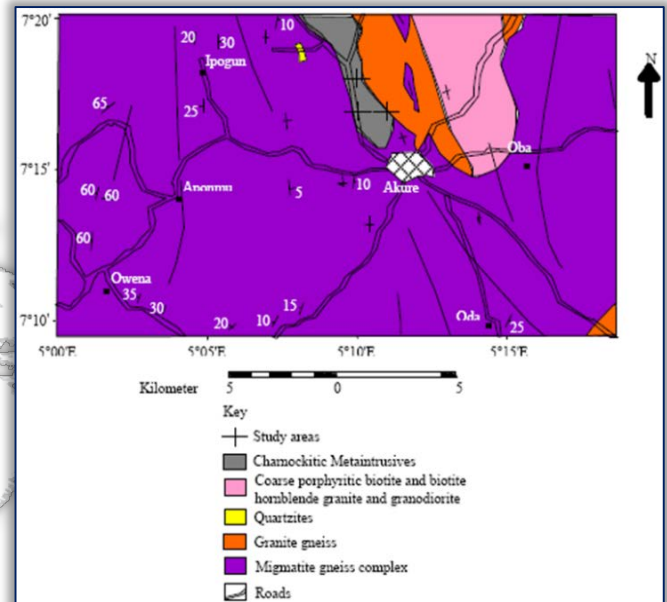 7°20'
10
20
30
N
Ipogun
65
25
7°15'
Oba
60
60
Aponmu
5
10
Akure
60
Owena
35
30
15
10
20
Oda
25
7°10'
5°00'E
5°05'E
5°10'E
5°15'E
Kilometer 5 0 5
Key
Study areas
Charnockitic Metaintrusives
Coarse porphyritic biotite and biotite
hornblende granite and granodiorite
Quartzites
Granite gneiss
Migmatite gneiss complex
Roads